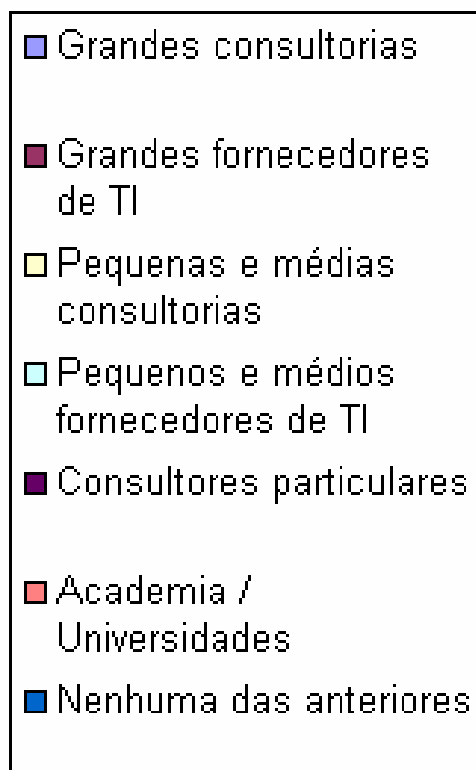 Grandes consultorias
Grandes fornecedores
de TI
Pequenas e médias
consultorias
Pequenos e médios
fornecedores de TI
Consultores particulares
Academia /
Universidades
Nenhuma das anteriores